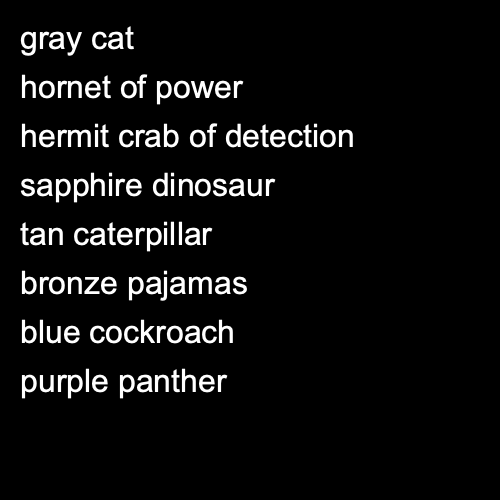 gray cat
hornet of power
hermit crab of detection
sapphire dinosaur
tan caterpillar
bronze pajamas
blue cockroach
purple panther